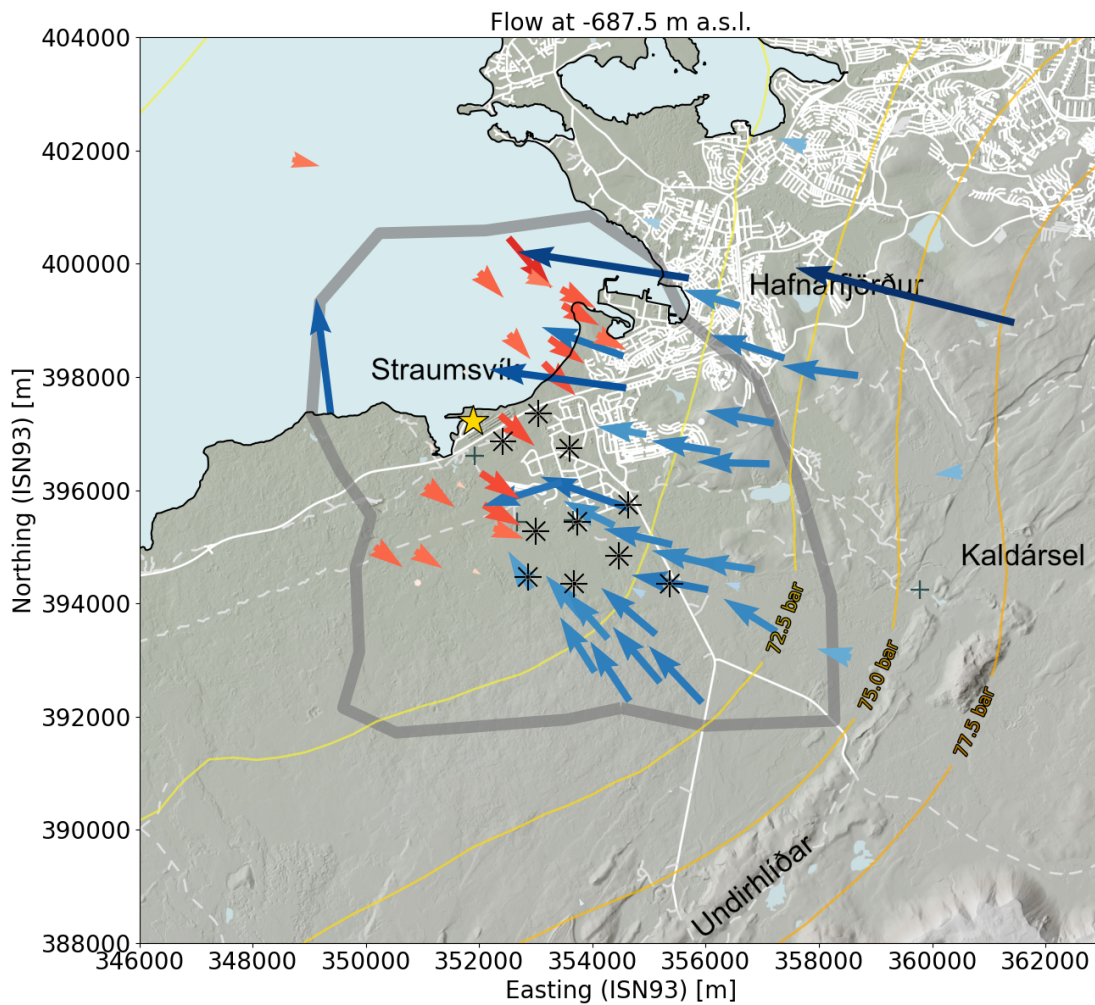 Flow at -687.5 m a.s.l.
404000
402000
400000
398000
396000
394000
392000
390000
388000
Northing (ISN93) [m]
Hafnarfjörður
Straumsvík
Kaldársel
72.5 bar
75.0 bar
77.5 bar
Undirhlíðar
346000 348000 350000 352000 354000 356000 358000 360000 362000
Easting (ISN93) [m]